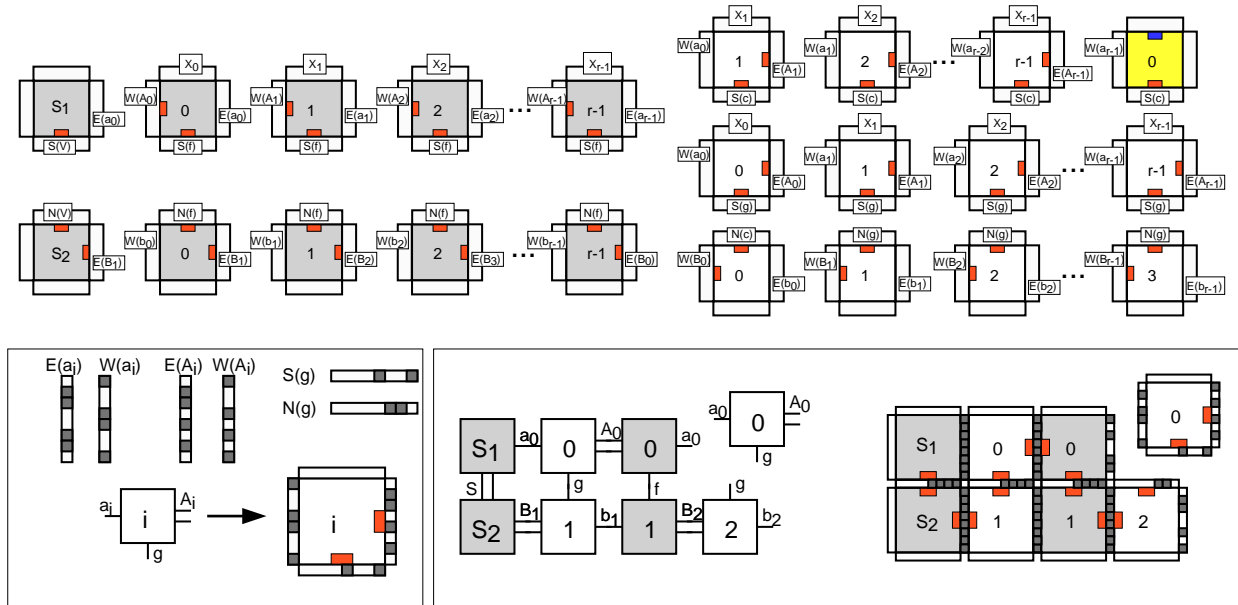 X0 X1 X2 Xr-1
S1 0 1 2 ... r-1
W(A0) W(A1) W(A2) W(Ar-1)
E(a0) E(a0) E(a1) E(a2) E(ar-1)
S(V) S(f) S(f) S(f) S(f)
N(V) N(f) N(f) N(f) N(f)
W(b0) W(b1) W(b2) W(br-1)
S2 0 1 2 ... r-1
E(B1) E(B1) E(B2) E(B3) E(B0)
X1 X2 Xr-1
W(a0) W(a1) W(ar-2) W(ar-1)
1 2 ... r-1 0
E(A1) E(A2) E(Ar-1)
S(c) S(c) S(c) S(c)
X0 X1 X2 Xr-1
W(a0) W(a1) W(a2) W(ar-1)
0 1 2 ... r-1
E(A0) E(A1) E(A2) E(Ar-1)
S(g) S(g) S(g) S(g)
N(c) N(g) N(g) N(g)
W(B0) W(B1) W(B2) W(Br-1)
0 1 2 ... 3
E(b0) E(b1) E(b2) E(br-1)
E(ai) W(ai) E(Ai) W(Ai)
S(g)
N(g)
ai i Ai
g
i
a0 0 A0
g
S1 a0 0 A0 0 a0
S g f g
S2 B1 1 b1 1 B2 2 b2
0
S1 0 0
S2 1 1 2